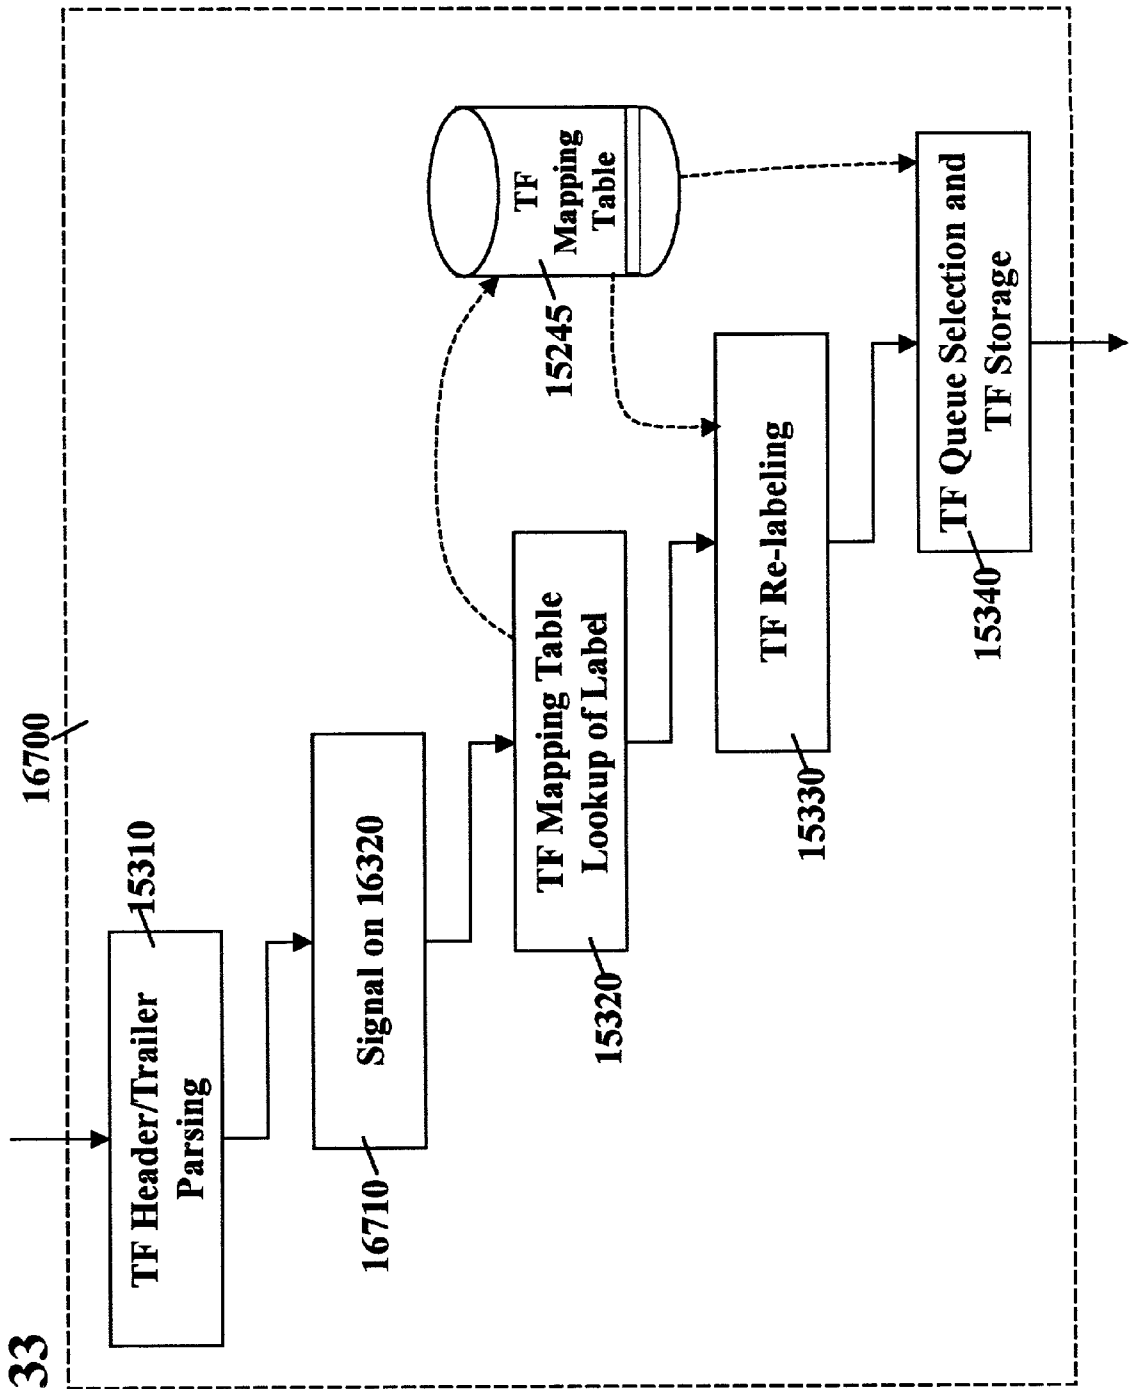 33
16700
TF Header/Trailer
Parsing
15310
Signal on 16320
16710
TF Mapping Table
Lookup of Label
15320
TF
Mapping
Table
15245
TF Re-labeling
15330
TF Queue Selection and
TF Storage
15340